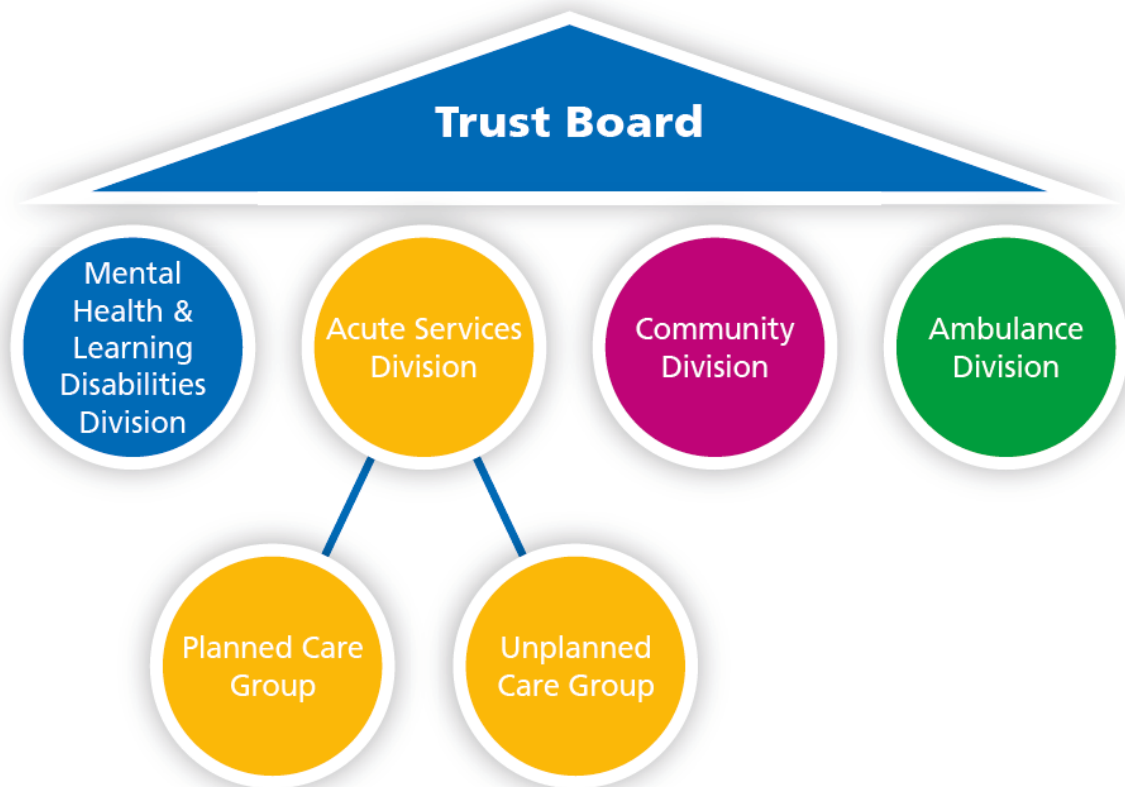 Trust Board
Mental
Health &
Learning
Disabilities
Division
Acute Services
Division
Community
Division
Ambulance
Division
Planned Care
Group
Unplanned
Care Group